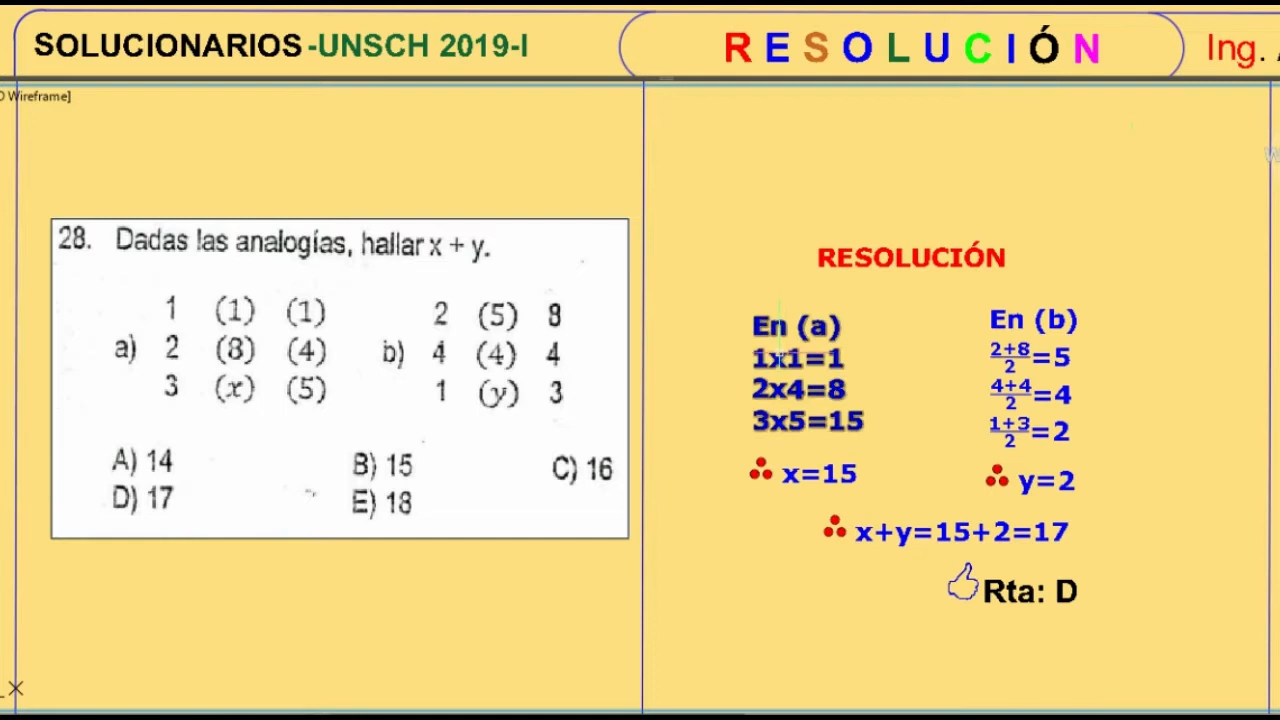 SOLUCIONARIOS -UNSCH 2019-I
RESOLUCIÓN
Ing.
Wireframe]
28. Dadas las analogías, hallar x + y.
1 (1) (1) 2 (5) 8
a) 2 (8) (4) b) 4 (4) 4
3 (x) (5) 1 (y) 3
A) 14 B) 15 C) 16
D) 17 E) 18
RESOLUCIÓN
En (a)
1x1=1
2x4=8
3x5=15
∴ x=15
En (b)
2+8/2=5
4+4/2=4
1+3/2=2
∴ y=2
∴ x+y=15+2=17
Rta: D
X